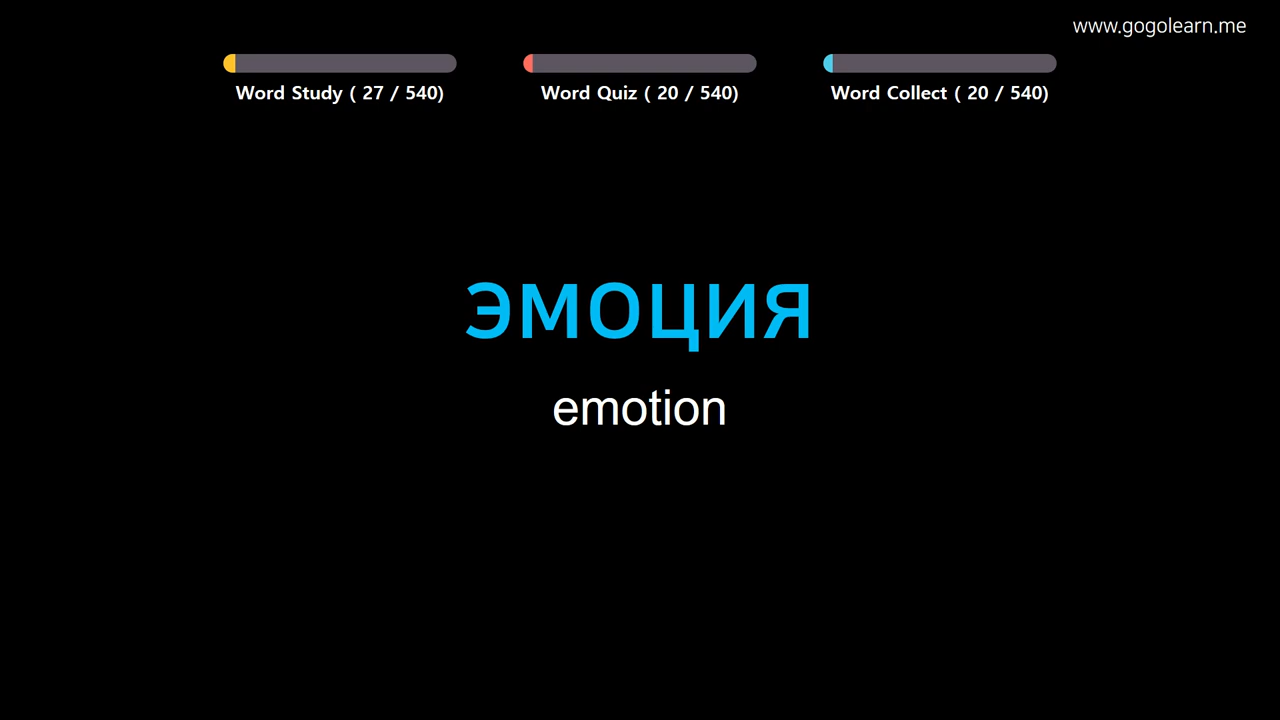 www.gogolearn.me
Word Study ( 27 / 540)
Word Quiz ( 20 / 540)
Word Collect ( 20 / 540)
эмоция
emotion